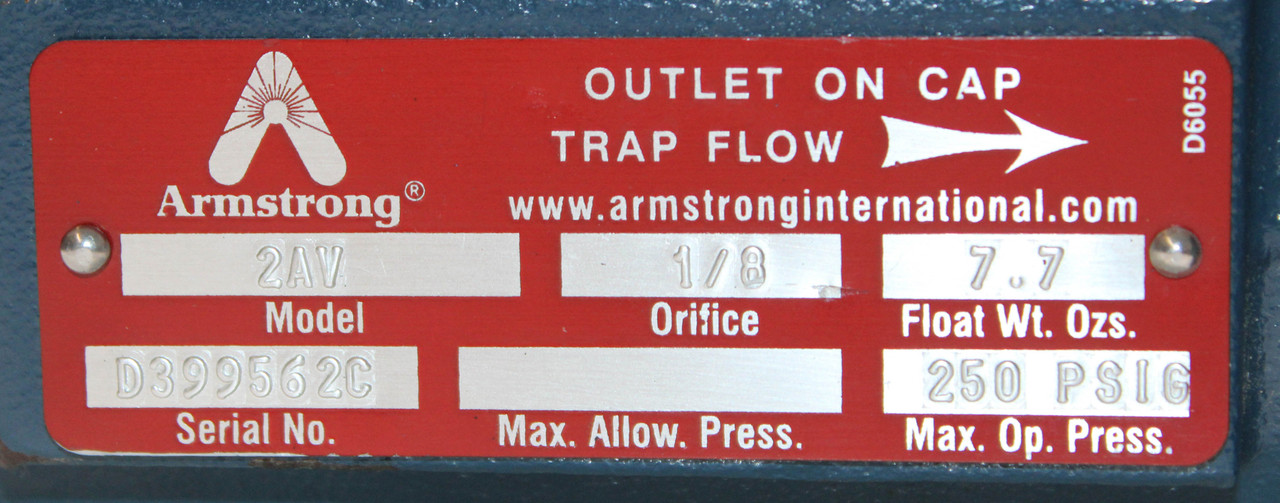 OUTLET ON CAP
TRAP FLOW
D6055
Armstrong®
www.armstronginternational.com
2AV
Model
1/8
Orifice
7.7
Float Wt. Ozs.
D399562C
Serial No.
Max. Allow. Press.
250 PSIG
Max. Op. Press.